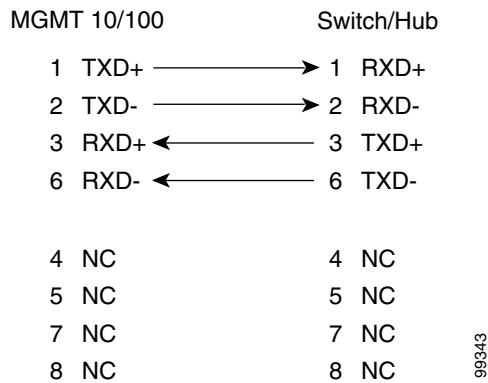 MGMT 10/100 Switch/Hub
1 TXD+ 1 RXD+
2 TXD- 2 RXD-
3 RXD+ 3 TXD+
6 RXD- 6 TXD-
4 NC 4 NC
5 NC 5 NC
7 NC 7 NC
8 NC 8 NC
99343